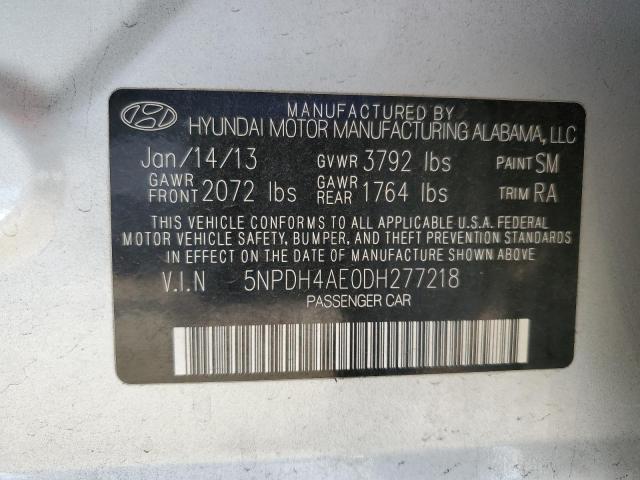 MANUFACTURED BY
HYUNDAI MOTOR MANUFACTURING ALABAMA, LLC
Jan/14/13 GVWR 3792 lbs PAINT SM
GAWR FRONT 2072 lbs GAWR REAR 1764 lbs TRIM RA
THIS VEHICLE CONFORMS TO ALL APPLICABLE U.S.A. FEDERAL
MOTOR VEHICLE SAFETY, BUMPER, AND THEFT PREVENTION STANDARDS
IN EFFECT ON THE DATE OF MANUFACTURE SHOWN ABOVE
V.I.N 5NPDH4AE0DH277218
PASSENGER CAR